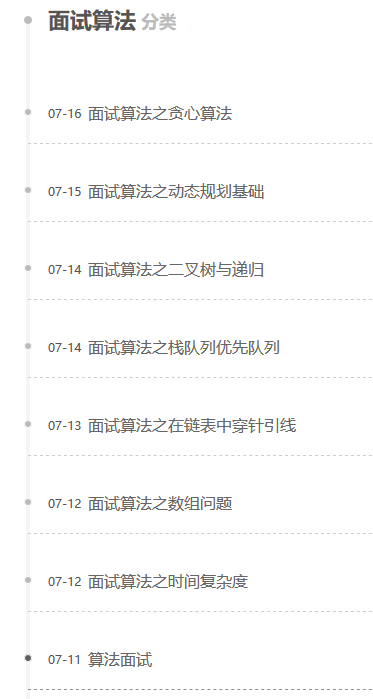 面试算法 分类
07-16 面试算法之贪心算法
07-15 面试算法之动态规划基础
07-14 面试算法之二叉树与递归
07-14 面试算法之栈队列优先队列
07-13 面试算法之在链表中穿针引线
07-12 面试算法之数组问题
07-12 面试算法之时间复杂度
07-11 算法面试